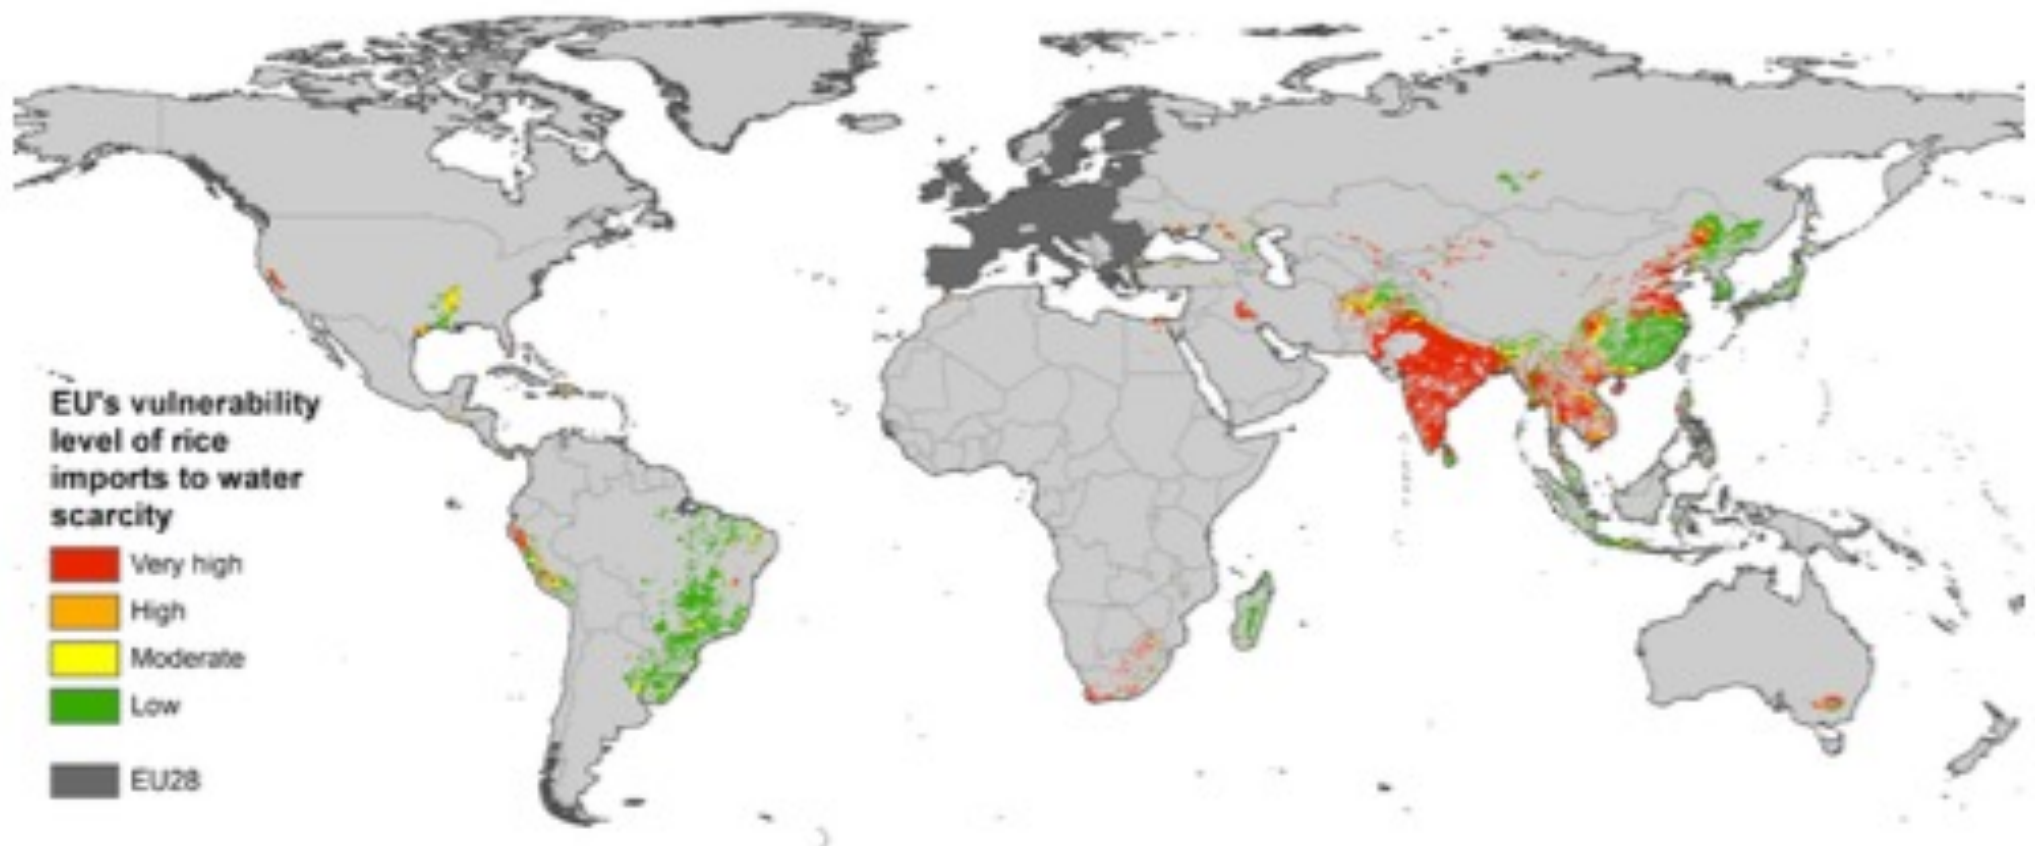 EU's vulnerability
level of rice
imports to water
scarcity
Very high
High
Moderate
Low
EU28